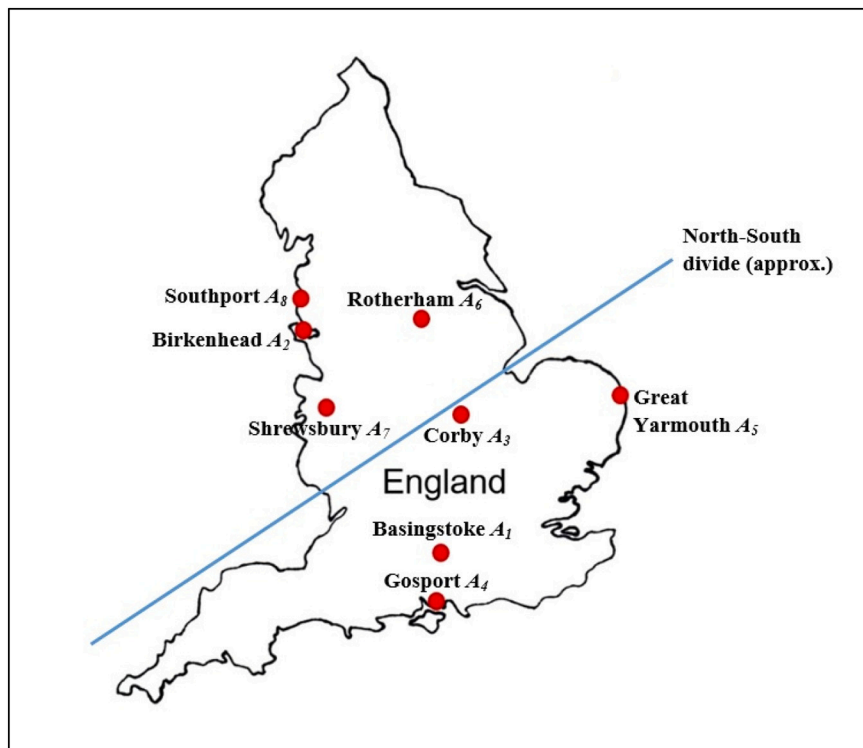 North-South
divide (approx.)
Southport A8
Rotherham A6
Birkenhead A2
Great
Yarmouth A5
Shrewsbury A7
Corby A3
England
Basingstoke A1
Gosport A4